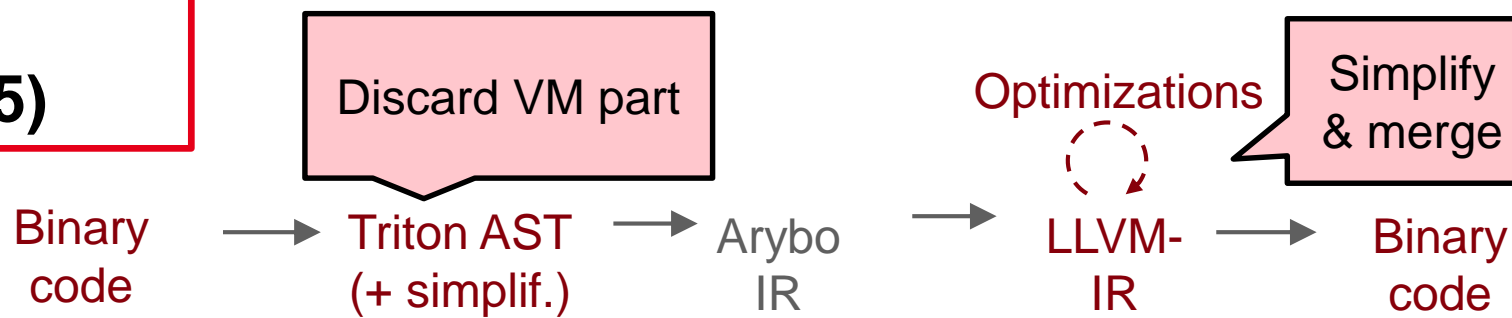 5)
Discard VM part
Optimizations
Simplify
& merge
Binary
code
Triton AST
(+ simplif.)
Arybo
IR
LLVM-
IR
Binary
code